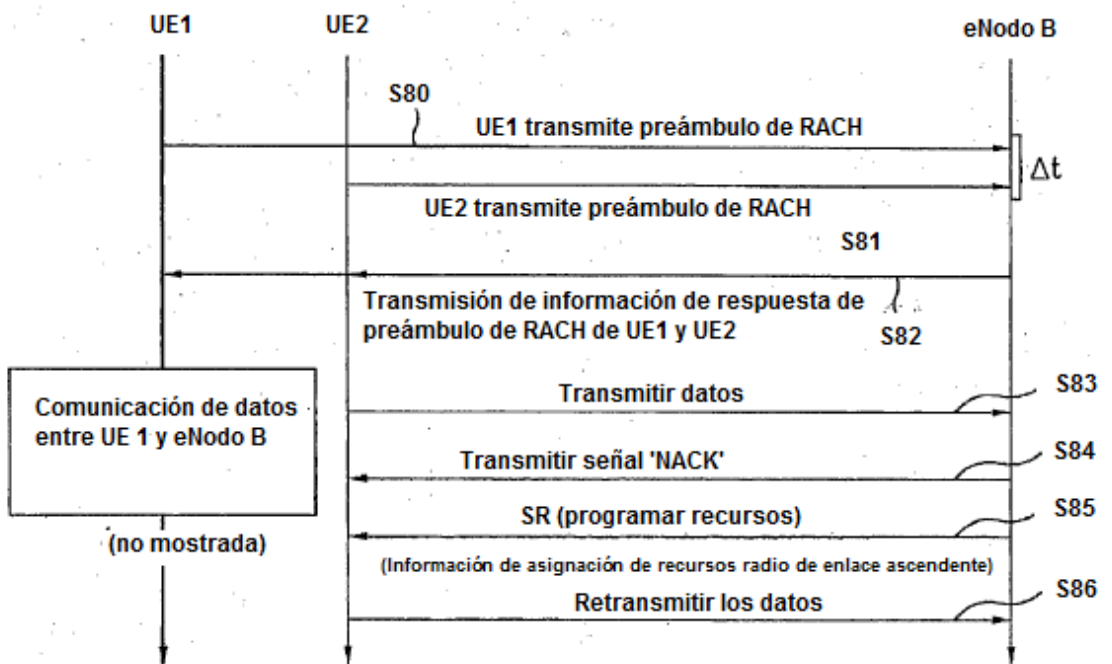 UE1
UE2
eNodo B
S80
UE1 transmite preámbulo de RACH
Δt
UE2 transmite preámbulo de RACH
S81
Transmisión de información de respuesta de
preámbulo de RACH de UE1 y UE2
S82
Comunicación de datos
entre UE 1 y eNodo B
(no mostrada)
Transmitir datos
S83
Transmitir señal 'NACK'
S84
SR (programar recursos)
S85
(Información de asignación de recursos radio de enlace ascendente)
Retransmitir los datos
S86